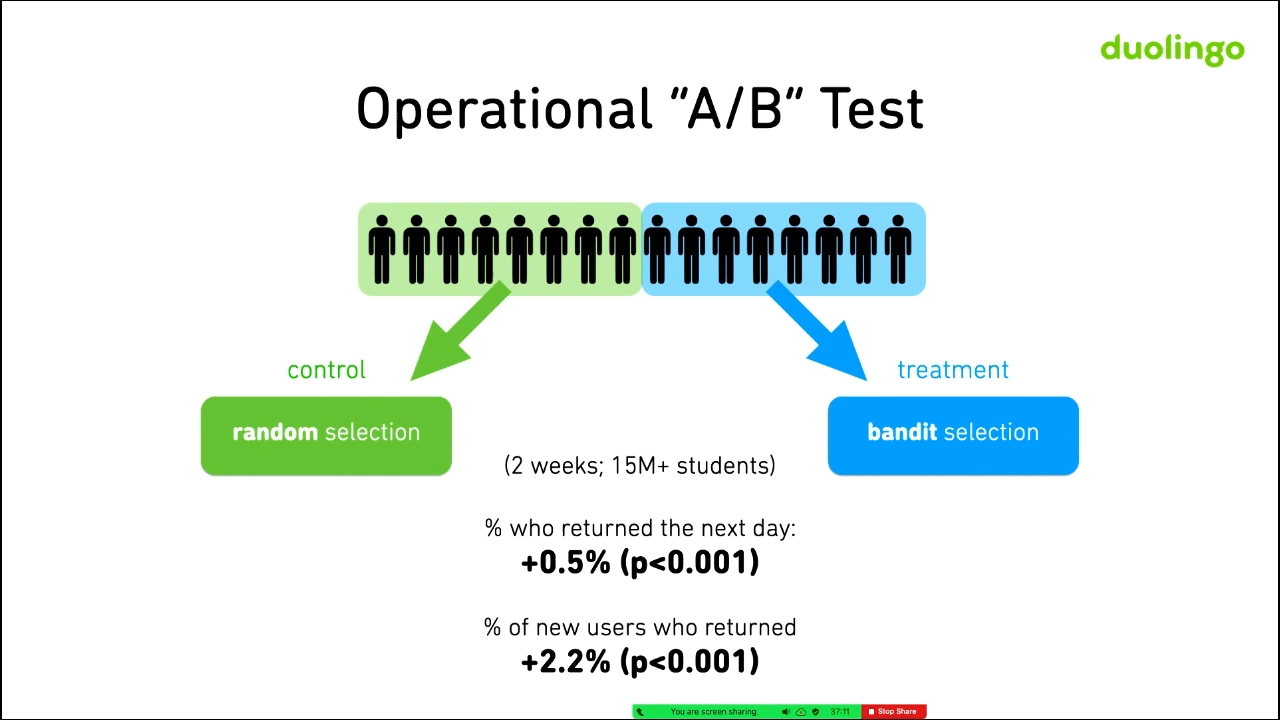 duolingo
Operational "A/B" Test
control
treatment
random selection
bandit selection
(2 weeks; 15M+ students)
% who returned the next day:
+0.5% (p<0.001)
% of new users who returned
+2.2% (p<0.001)
You are screen sharing 37:11 Stop Share